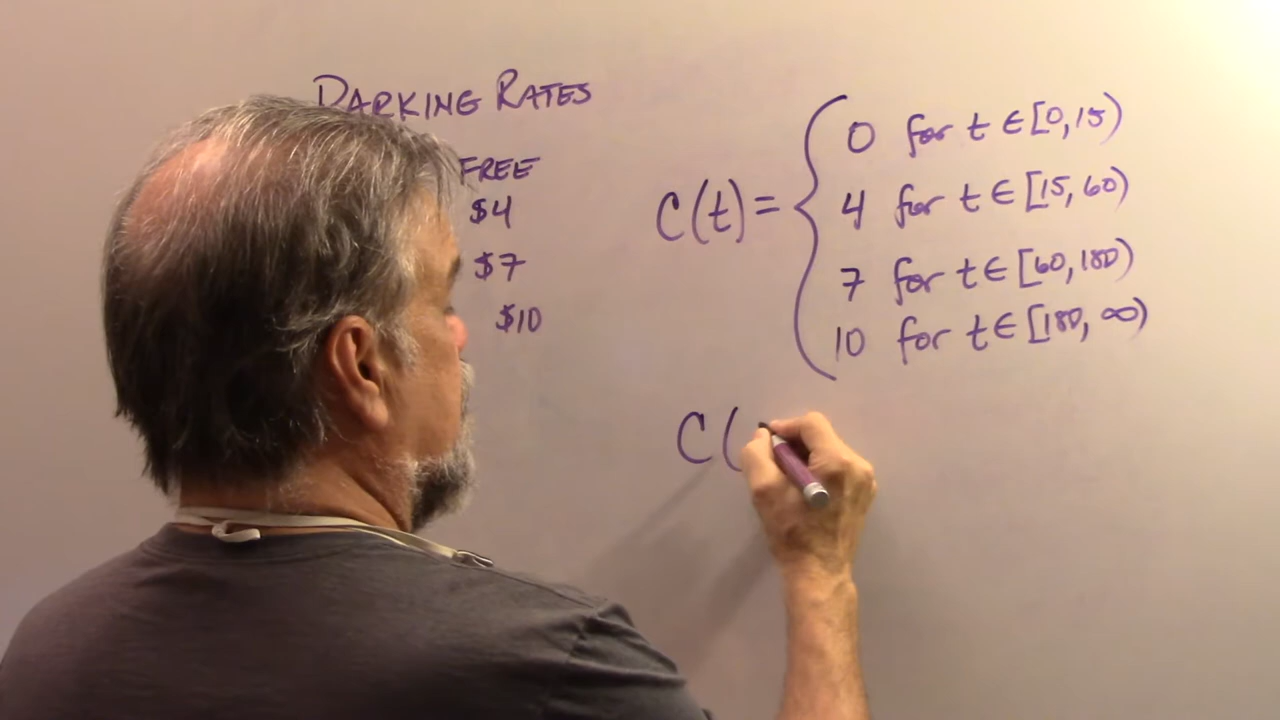 PARKING RATES
FREE
$4
$7
$10
C(t) =
0 for t ∈ [0,15)
4 for t ∈ [15,60)
7 for t ∈ [60,180)
10 for t ∈ [180, ∞)
C(